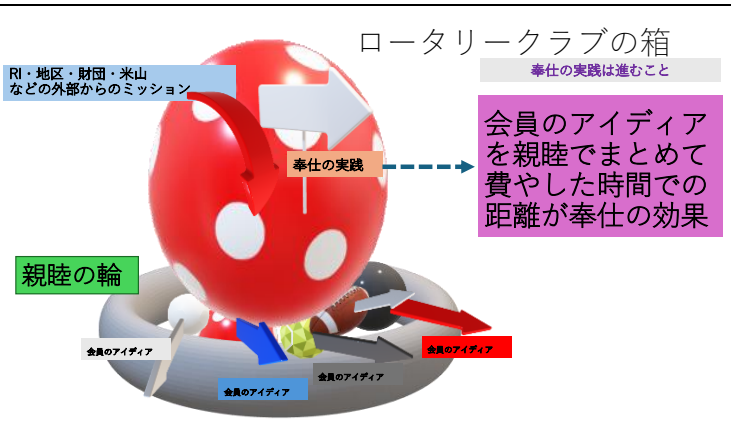 ロータリークラブの箱
奉仕の実践は進むこと
RI・地区・財団・米山
などの外部からのミッション
会員のアイディア
を親睦でまとめて
費やした時間での
距離が奉仕の効果
奉仕の実践
親睦の輪
会員のアイディア
会員のアイディア
会員のアイディア
会員のアイディア